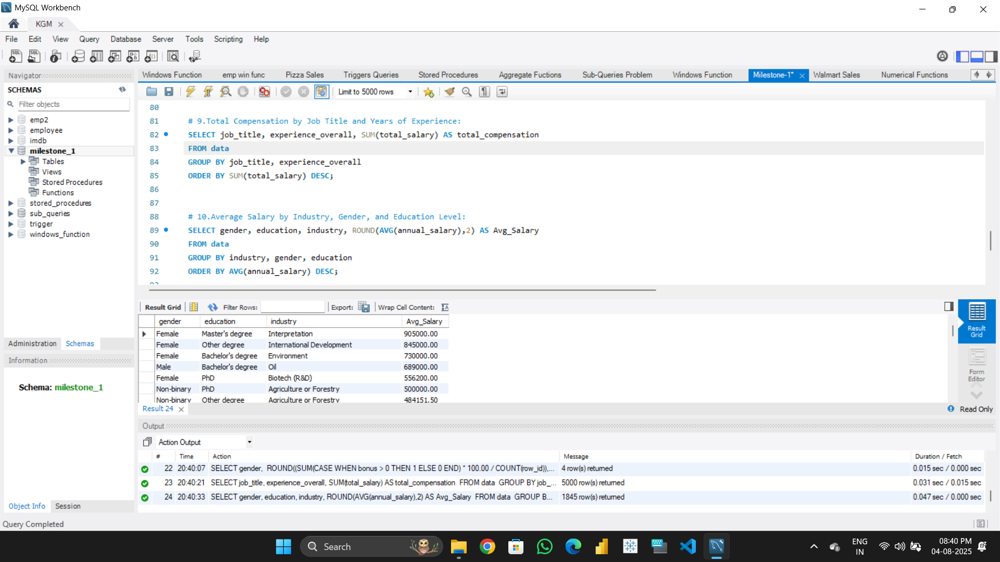 MySQL Workbench
KGM
File Edit View Query Database Server Tools Scripting Help
Navigator
SCHEMAS
Filter objects
emp2
employee
imdb
milestone_1
Tables
Views
Stored Procedures
Functions
stored_procedures
sub_queries
trigger
windows_function
Administration Schemas
Information
Schema: milestone_1
Object Info Session
Query Completed
Windows Function emp win func Pizza Sales Triggers Queries Stored Procedures Aggregate Fuctions Sub-Queries Problem Windows Function Milestone-1* Walmart Sales Numerical Functions
Limit to 5000 rows
80
81 # 9.Total Compensation by Job Title and Years of Experience:
82 SELECT job_title, experience_overall, SUM(total_salary) AS total_compensation
83 FROM data
84 GROUP BY job_title, experience_overall
85 ORDER BY SUM(total_salary) DESC;
86
87
88 # 10.Average Salary by Industry, Gender, and Education Level:
89 SELECT gender, education, industry, ROUND(AVG(annual_salary),2) AS Avg_Salary
90 FROM data
91 GROUP BY industry, gender, education
92 ORDER BY AVG(annual_salary) DESC;
93
Result Grid Filter Rows: Export: Wrap Cell Content:
gender education industry Avg_Salary
Female Master's degree Interpretation 905000.00
Female Other degree International Development 845000.00
Female Bachelor's degree Environment 730000.00
Male Bachelor's degree Oil 689000.00
Female PhD Biotech (R&D) 556200.00
Non-binary PhD Agriculture or Forestry 500000.00
Non-binary Other degree Agriculture or Forestry 484151.50
Result Grid
Form Editor
Result 24
Read Only
Output
Action Output
# Time Action Message Duration / Fetch
22 20:40:07 SELECT gender, ROUND((SUM(CASE WHEN bonus > 0 THEN 1 ELSE 0 END) * 100.00 / COUNT(row_id)),... 4 row(s) returned 0.015 sec / 0.000 sec
23 20:40:21 SELECT job_title, experience_overall, SUM(total_salary) AS total_compensation FROM data GROUP BY job_... 5000 row(s) returned 0.031 sec / 0.015 sec
24 20:40:33 SELECT gender, education, industry, ROUND(AVG(annual_salary),2) AS Avg_Salary FROM data GROUP B... 1845 row(s) returned 0.047 sec / 0.000 sec
Search
ENG
IN
08:40 PM
04-08-2025